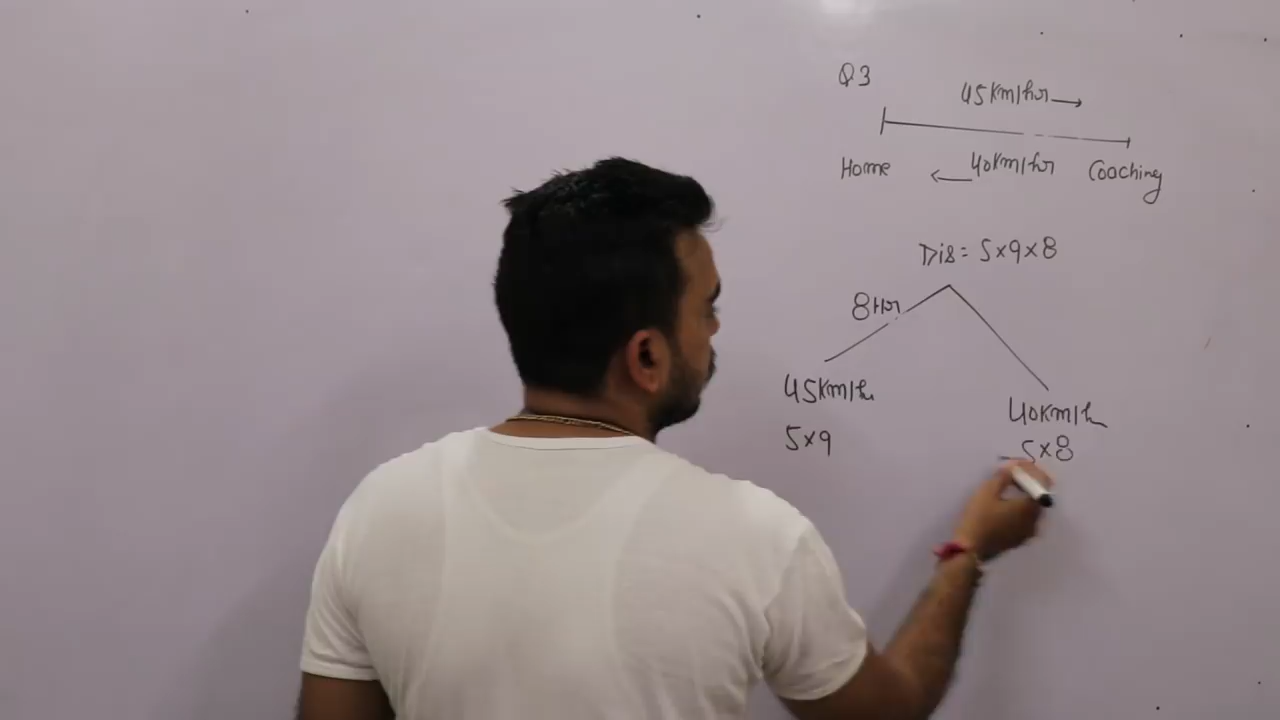 Q3
45Km/hr →
40Km/hr
Home ← Coaching
Dis = 5×9×8
8Hr
45Km/h
40Km/h
5×9
5×8